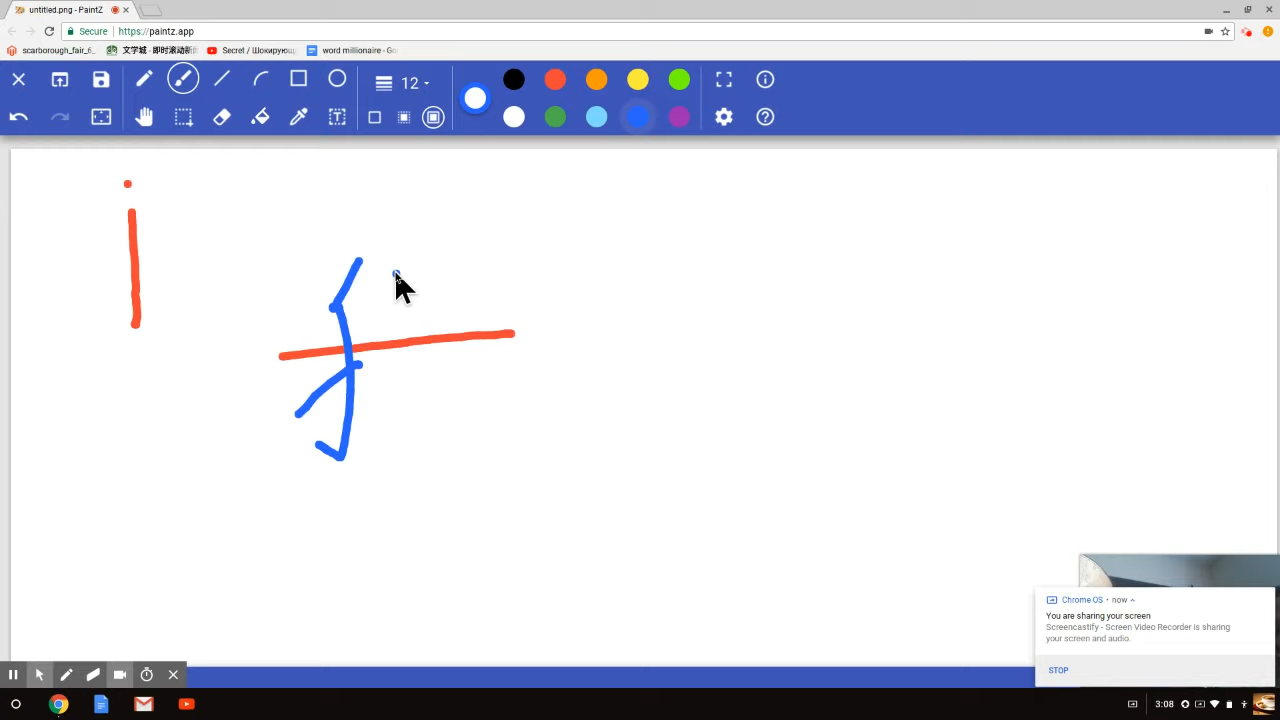 untitled.png - PaintZ
Secure | https://paintz.app
scarborough_fair_6 文学城 - 即时滚动新 Secret / Шокирующ word millionaire - Go
12
i
Chrome OS • now
You are sharing your screen
Screencastify - Screen Video Recorder is sharing
your screen and audio.
STOP
3:08